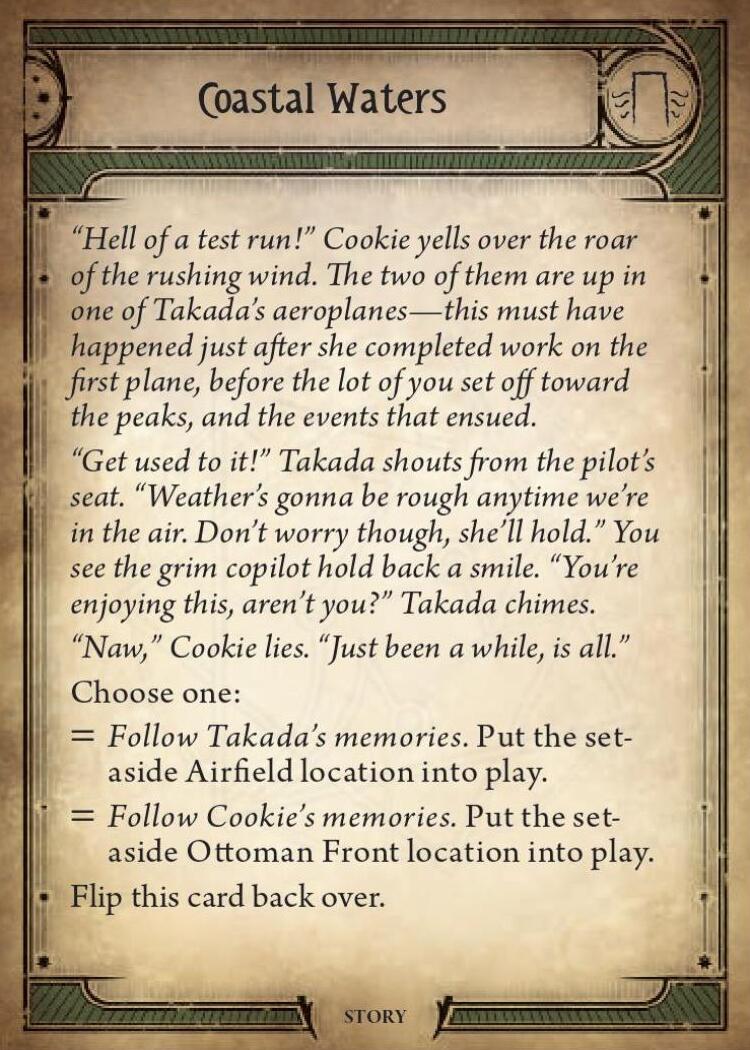 Coastal Waters
“Hell of a test run!” Cookie yells over the roar
of the rushing wind. The two of them are up in
one of Takada’s aeroplanes—this must have
happened just after she completed work on the
first plane, before the lot of you set off toward
the peaks, and the events that ensued.
“Get used to it!” Takada shouts from the pilot’s
seat. “Weather’s gonna be rough anytime we’re
in the air. Don’t worry though, she’ll hold.” You
see the grim copilot hold back a smile. “You’re
enjoying this, aren’t you?” Takada chimes.
“Naw,” Cookie lies. “Just been a while, is all.”
Choose one:
= Follow Takada’s memories. Put the set-
aside Airfield location into play.
= Follow Cookie’s memories. Put the set-
aside Ottoman Front location into play.
Flip this card back over.
STORY